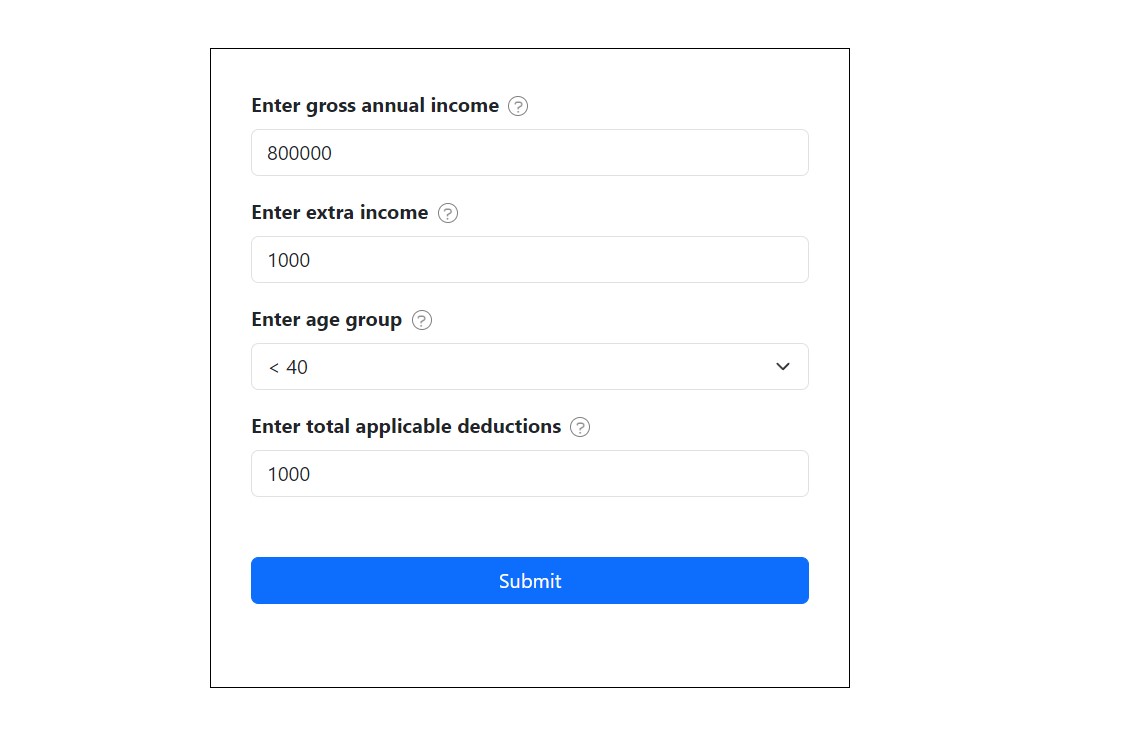 Enter gross annual income ?
800000
Enter extra income ?
1000
Enter age group ?
< 40
Enter total applicable deductions ?
1000
Submit